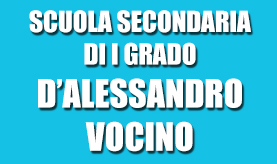 SCUOLA SECONDARIA
DI I GRADO
D'ALESSANDRO
VOCINO